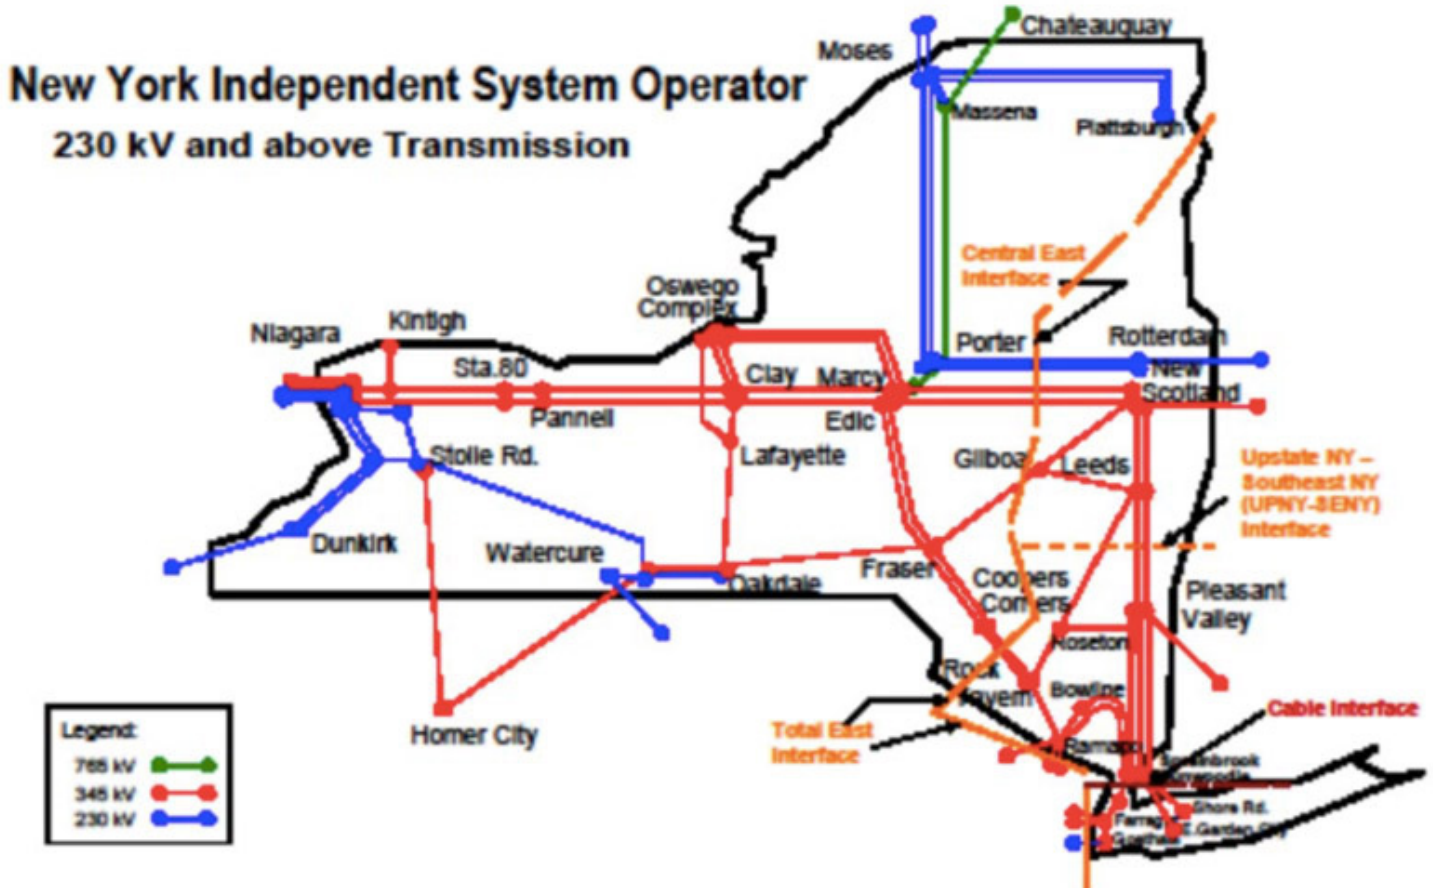 New York Independent System Operator
230 kV and above Transmission
Chateauguay
Moses
Massena
Plattsburgh
Central East
Interface
Oswego
Complex
Niagara
Kintigh
Porter
Rotterdam
Sta.80
Clay
Marcy
New
Scotland
Pannell
Edic
Stolle Rd.
Lafayette
Gilboa
Leeds
Upstate NY –
Southeast NY
(UPNY-SENY)
Interface
Dunkirk
Watercure
Oakdale
Fraser
Coopers
Corners
Pleasant
Valley
Roseton
Rock
Tavern
Bowline
Homer City
Total East
Interface
Cable Interface
Ramapo
Shore Rd.
E.Garden City
Goethals
Legend:
765 kV
345 kV
230 kV